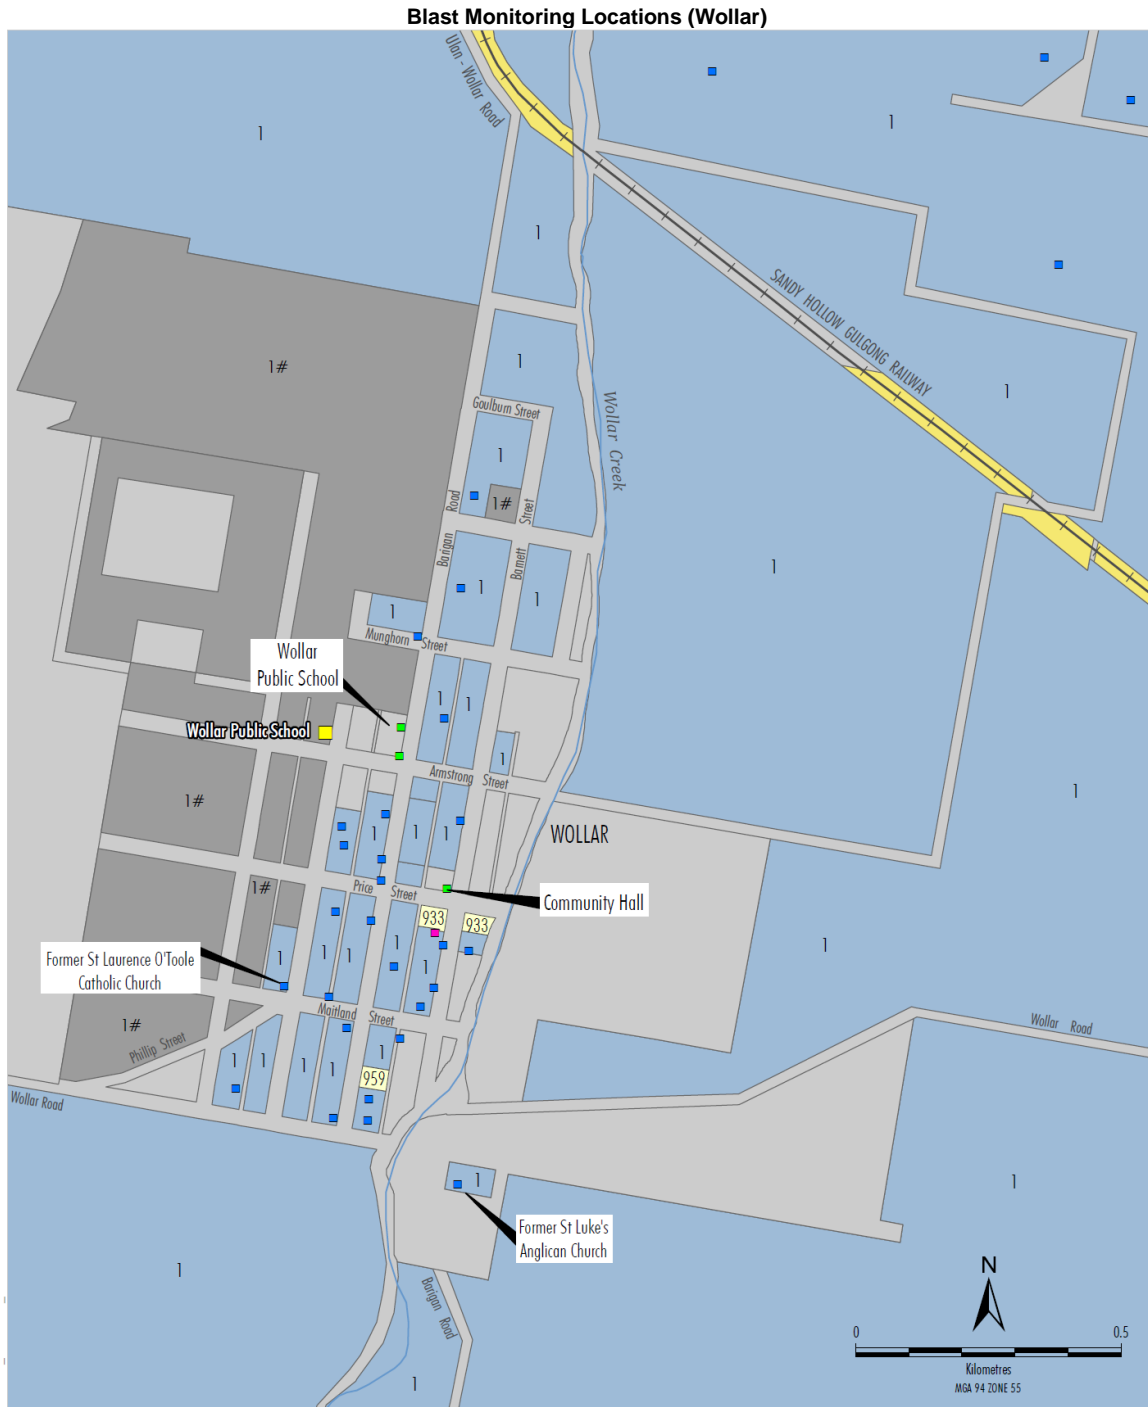 Blast Monitoring Locations (Wollar)
Ulan - Wollar Road
1
1
1
SANDY HOLLOW GULGONG RAILWAY
1#
1
1
Goulburn Street
Wollar Creek
1
1#
Barigan Road
Barnett Street
1
1
1
1
Munghorn Street
Wollar
Public School
1
1
Wollar Public School
1
Armstrong Street
1
1#
1
1
1
WOLLAR
1#
Price Street
Community Hall
933
933
1
1
1
1
1
1
Former St Laurence O'Toole
Catholic Church
Maitland Street
1#
Phillip Street
Wollar Road
1
1
1
1
1
959
Wollar Road
1
1
Former St Luke's
Anglican Church
1
Barigan Road
1
N
0 0.5
Kilometres
MGA 94 ZONE 55